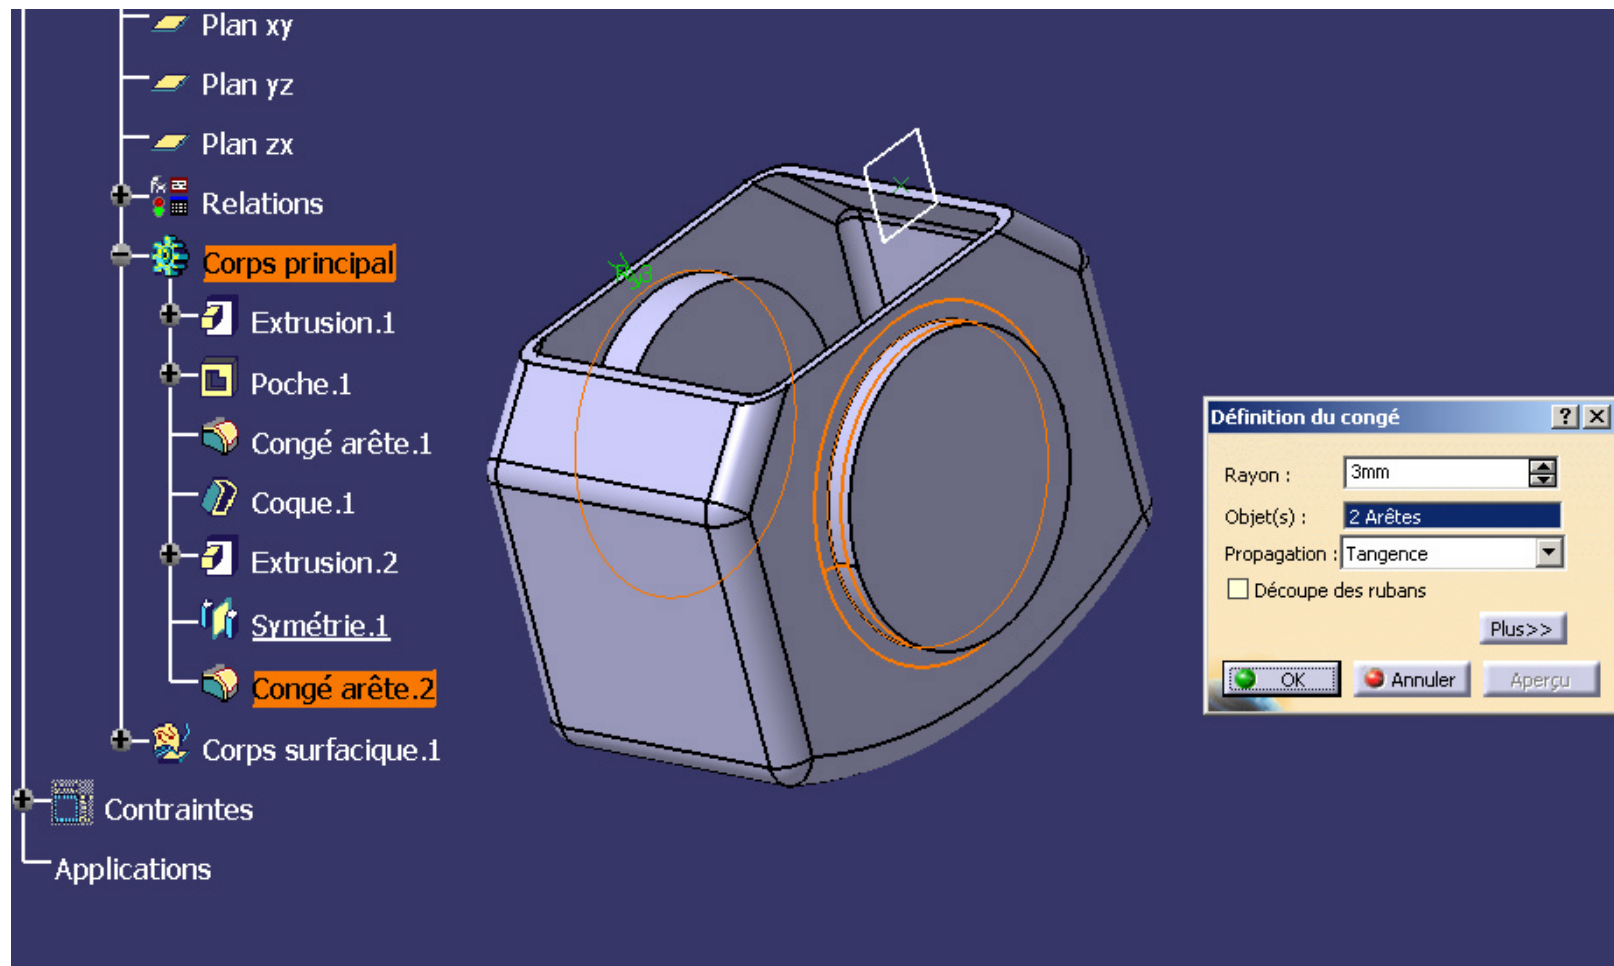 Plan xy
Plan yz
Plan zx
Relations
Corps principal
Extrusion.1
Poche.1
Congé arête.1
Coque.1
Extrusion.2
Symétrie.1
Congé arête.2
Corps surfacique.1
Contraintes
Applications
Définition du congé
Rayon : 3mm
Objet(s) : 2 Arêtes
Propagation : Tangence
Découpe des rubans
Plus>>
OK Annuler Aperçu